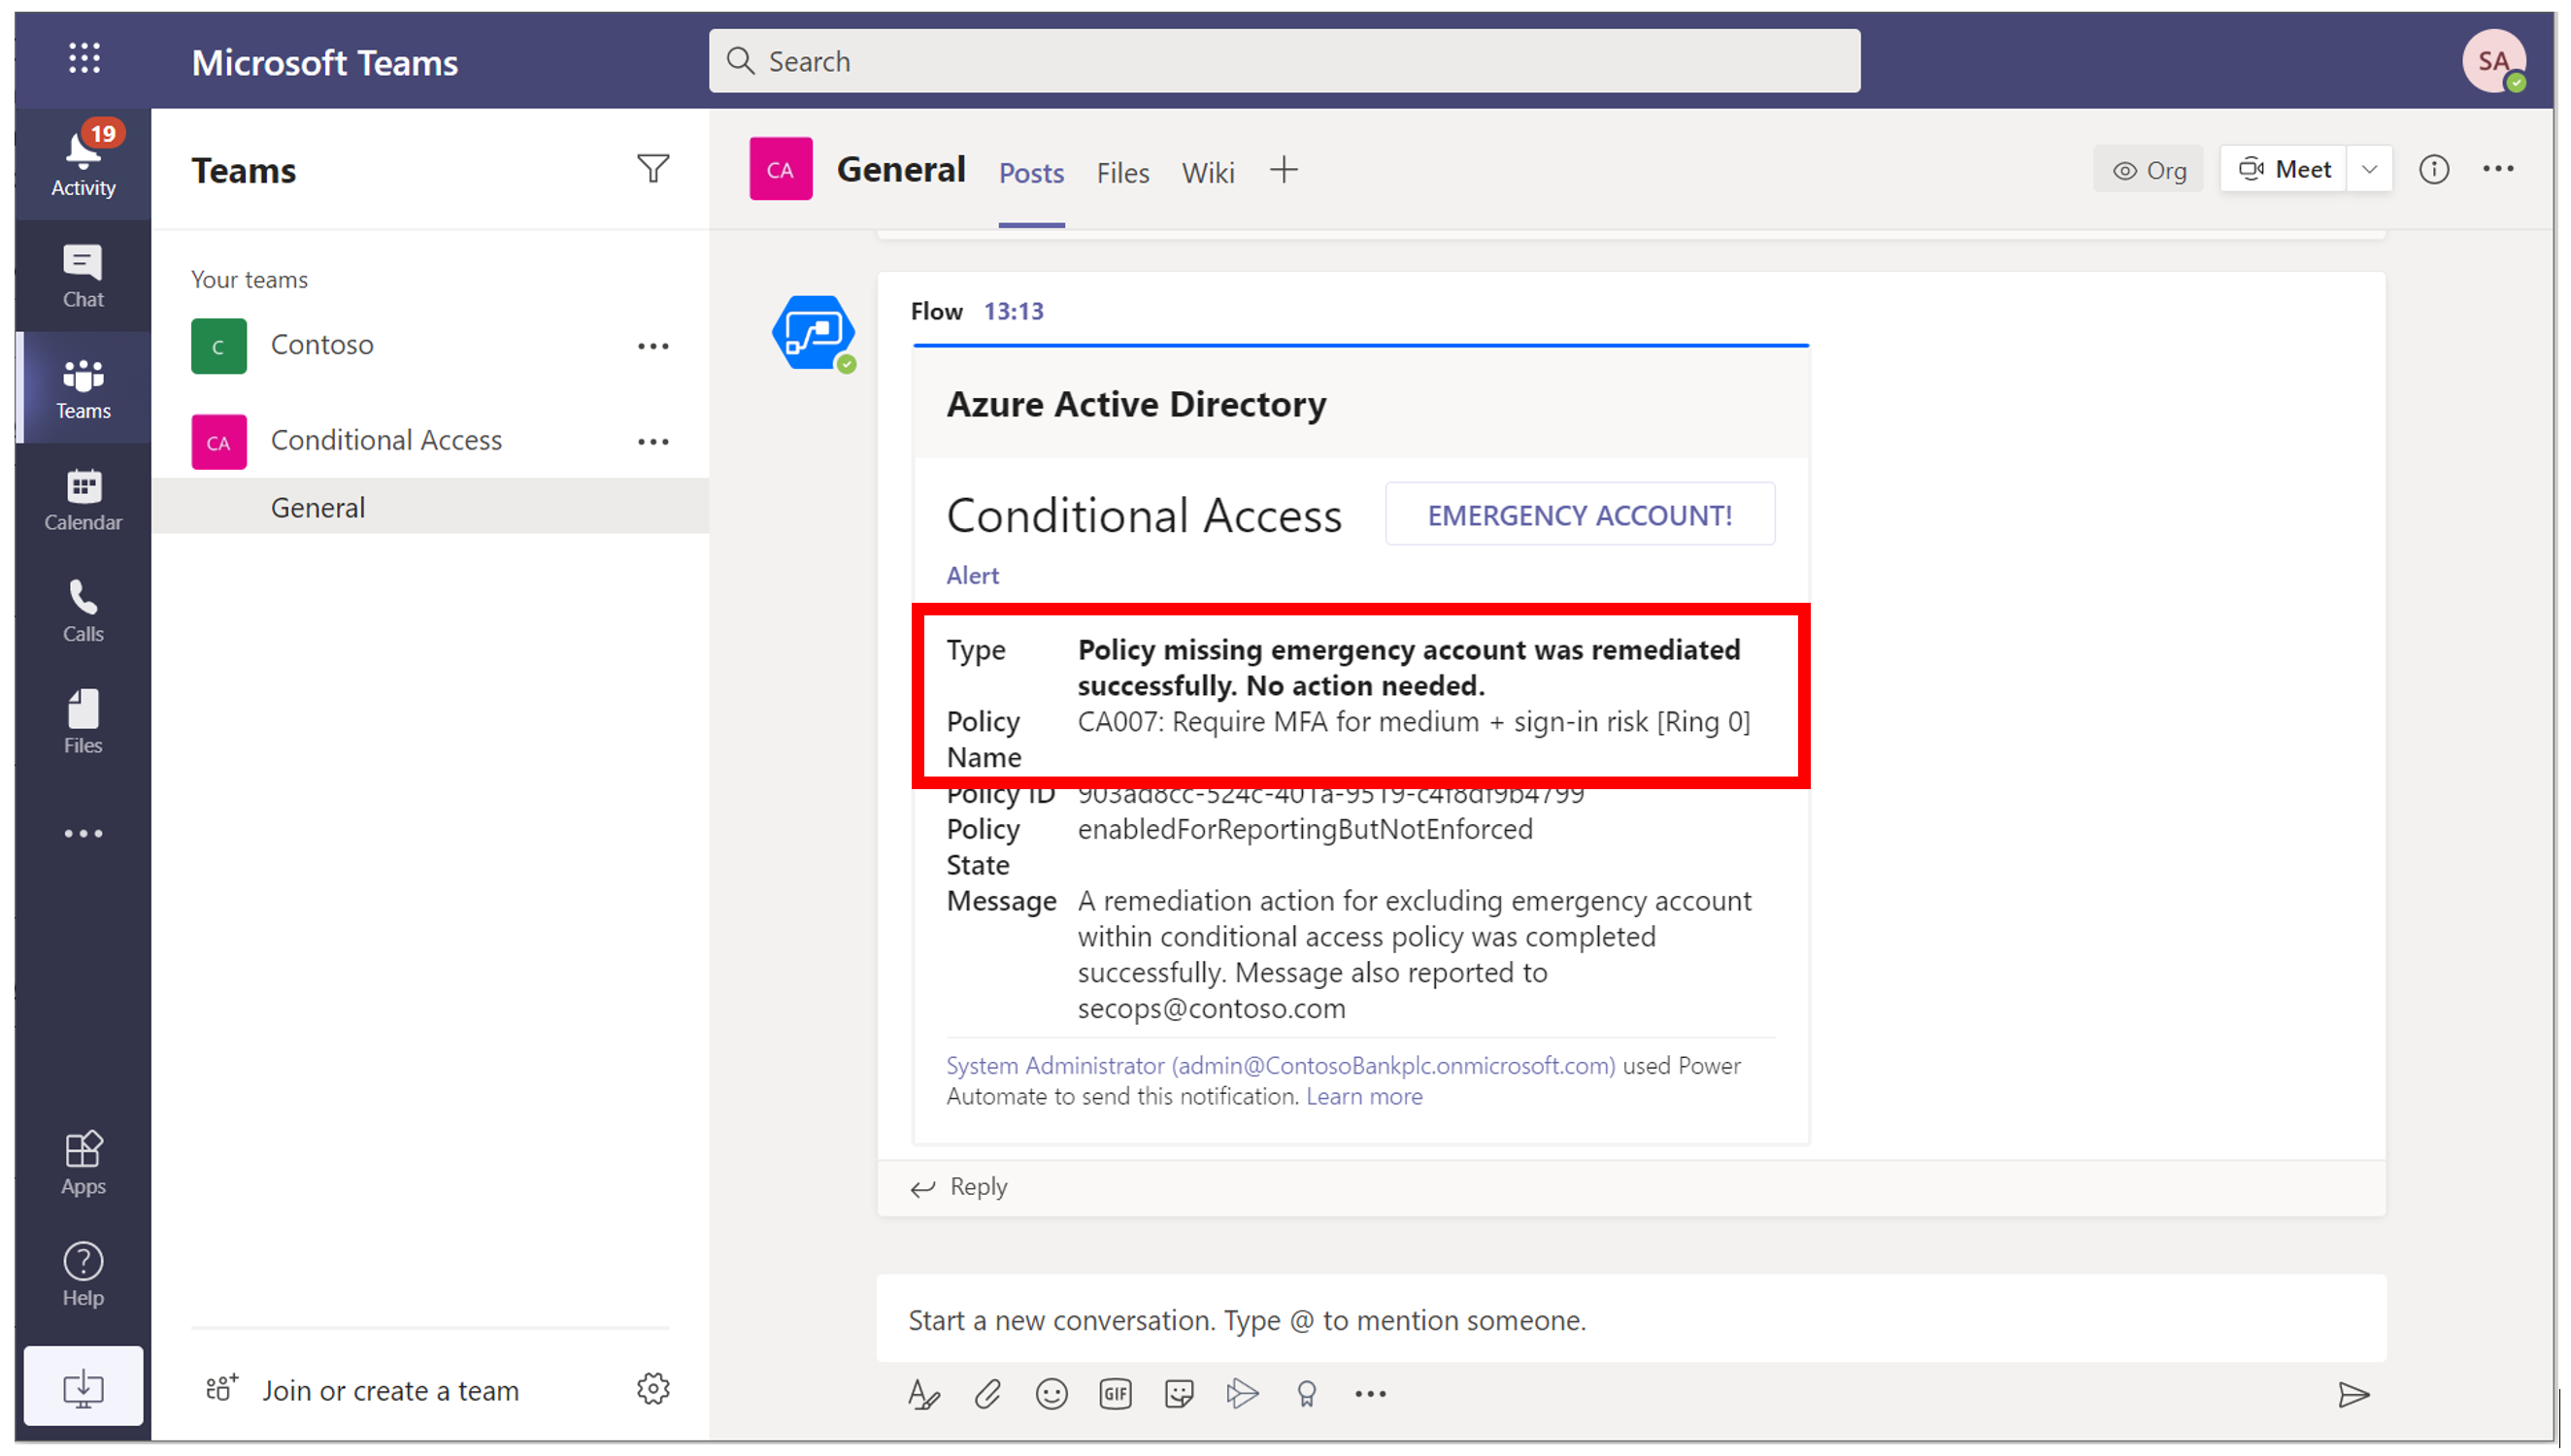 Microsoft Teams
Search
SA
19
Activity
Chat
Teams
Calendar
Calls
Files
Apps
Help
Teams
Your teams
C Contoso
CA Conditional Access
General
Join or create a team
CA General Posts Files Wiki
Org Meet
Flow 13:13
Azure Active Directory
Conditional Access EMERGENCY ACCOUNT!
Alert
Type Policy missing emergency account was remediated
successfully. No action needed.
Policy CA007: Require MFA for medium + sign-in risk [Ring 0]
Name
Policy ID 903ad8cc-524c-401a-9519-c4f8df9b4799
Policy enabledForReportingButNotEnforced
State
Message A remediation action for excluding emergency account
within conditional access policy was completed
successfully. Message also reported to
secops@contoso.com
System Administrator (admin@ContosoBankplc.onmicrosoft.com) used Power
Automate to send this notification. Learn more
Reply
Start a new conversation. Type @ to mention someone.
GIF